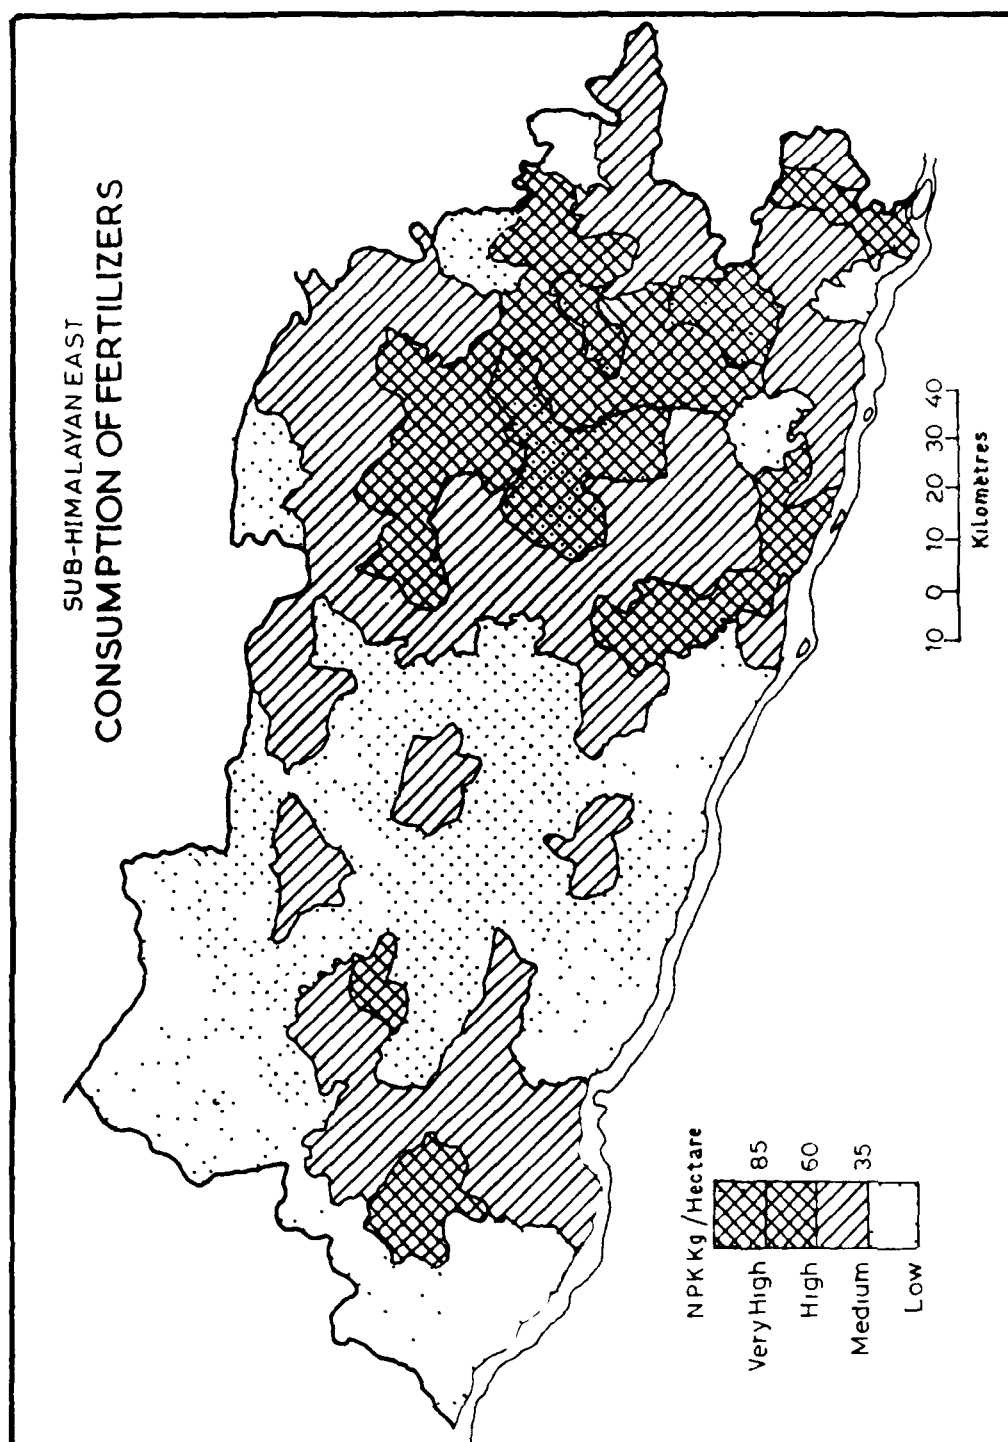 SUB-HIMALAYAN EAST
CONSUMPTION OF FERTILIZERS
NPK Kg/Hectare
Very High 85
High 60
Medium 35
Low
10 0 10 20 30 40
Kilometres